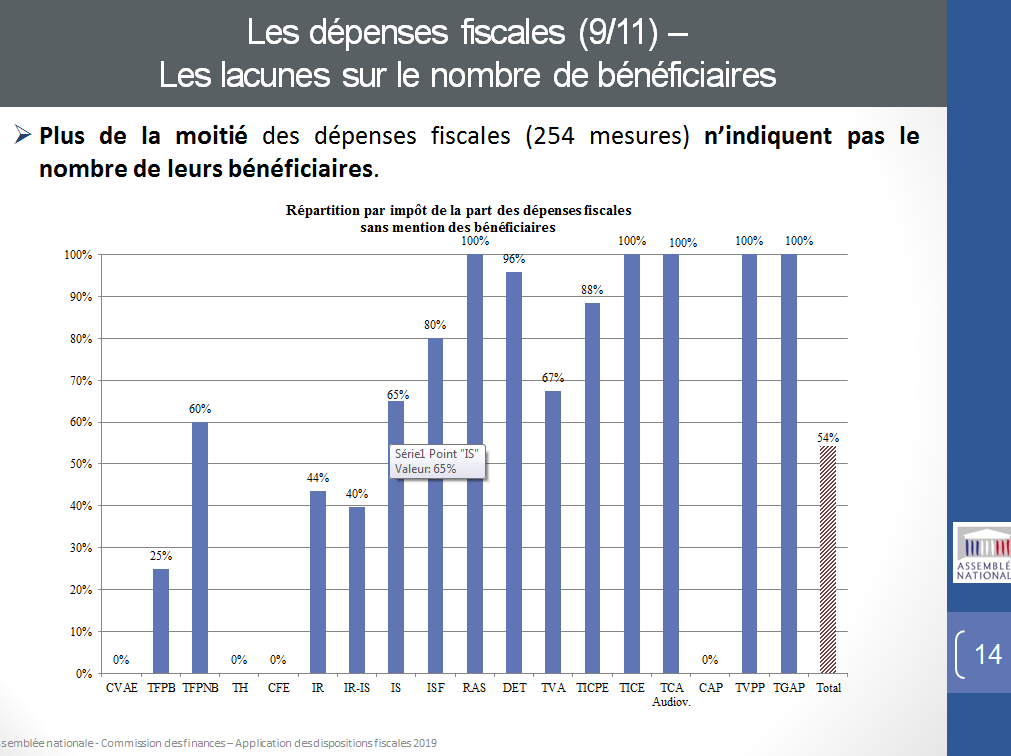 Les dépenses fiscales (9/11) –
Les lacunes sur le nombre de bénéficiaires
Plus de la moitié des dépenses fiscales (254 mesures) n’indiquent pas le
nombre de leurs bénéficiaires.
Répartition par impôt de la part des dépenses fiscales
sans mention des bénéficiaires
100%
90%
80%
70%
60%
50%
40%
30%
20%
10%
0%
0%
25%
60%
0%
0%
44%
40%
65%
80%
100%
96%
67%
88%
100%
100%
0%
100%
100%
54%
Série1 Point "IS"
Valeur: 65%
CVAE TFPB TFPNB TH CFE IR IR-IS IS ISF RAS DET TVA TICPE TICE TCA CAP TVPP TGAP Total
Audiov.
ASSEMBLÉ
NATIONAL
14
ssemblée nationale - Commission des finances – Application des dispositions fiscales 2019